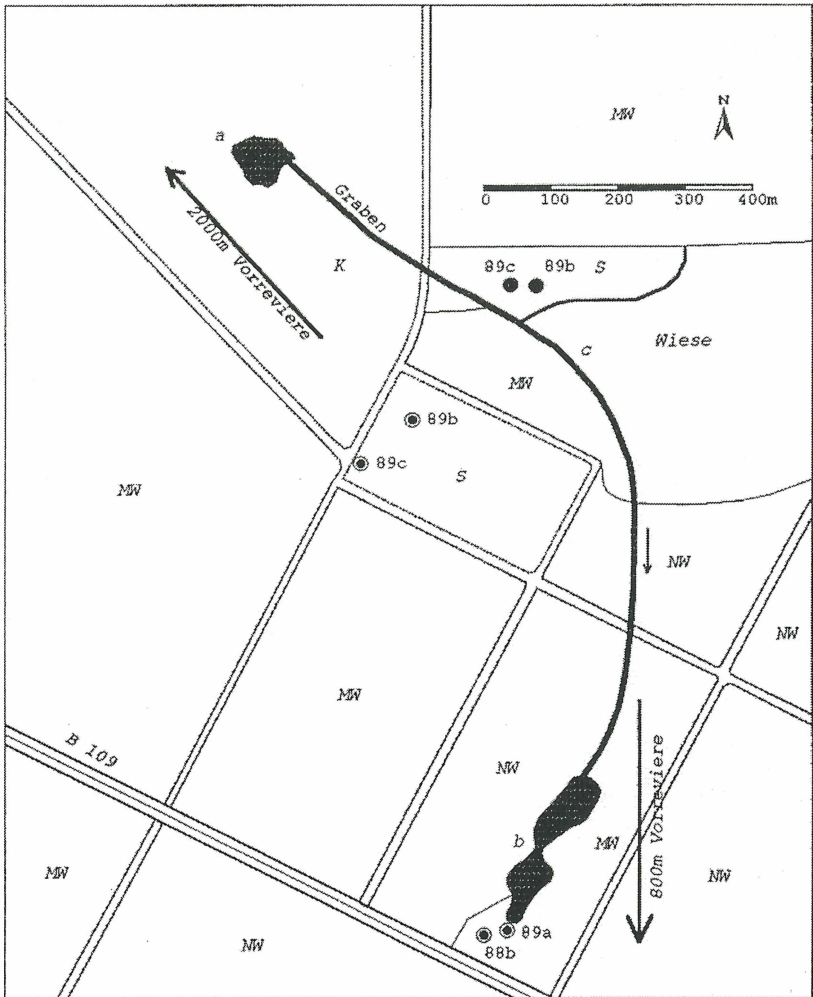 MW
N
a
Graben
0 100 200 300 400m
2000m Vorreviere
K
89c 89b S
c
Wiese
MW
89b
89c
S
MW
NW
NW
MW
B 109
NW
800m Vorreviere
b
MW
MW
NW
89a
88b
NW